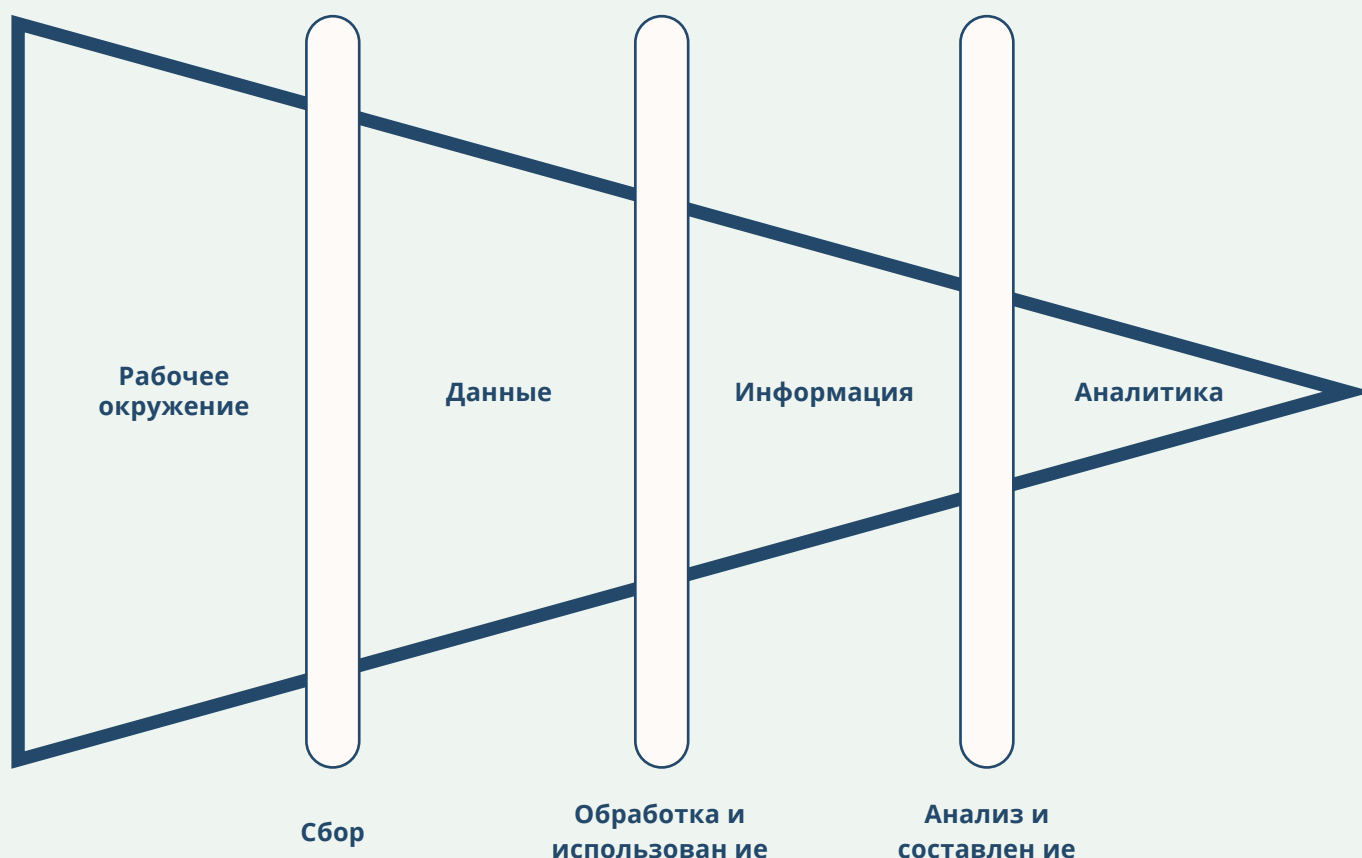 Рабочее
окружение
Данные
Информация
Аналитика
Сбор
Обработка и
использован ие
Анализ и
составлен ие